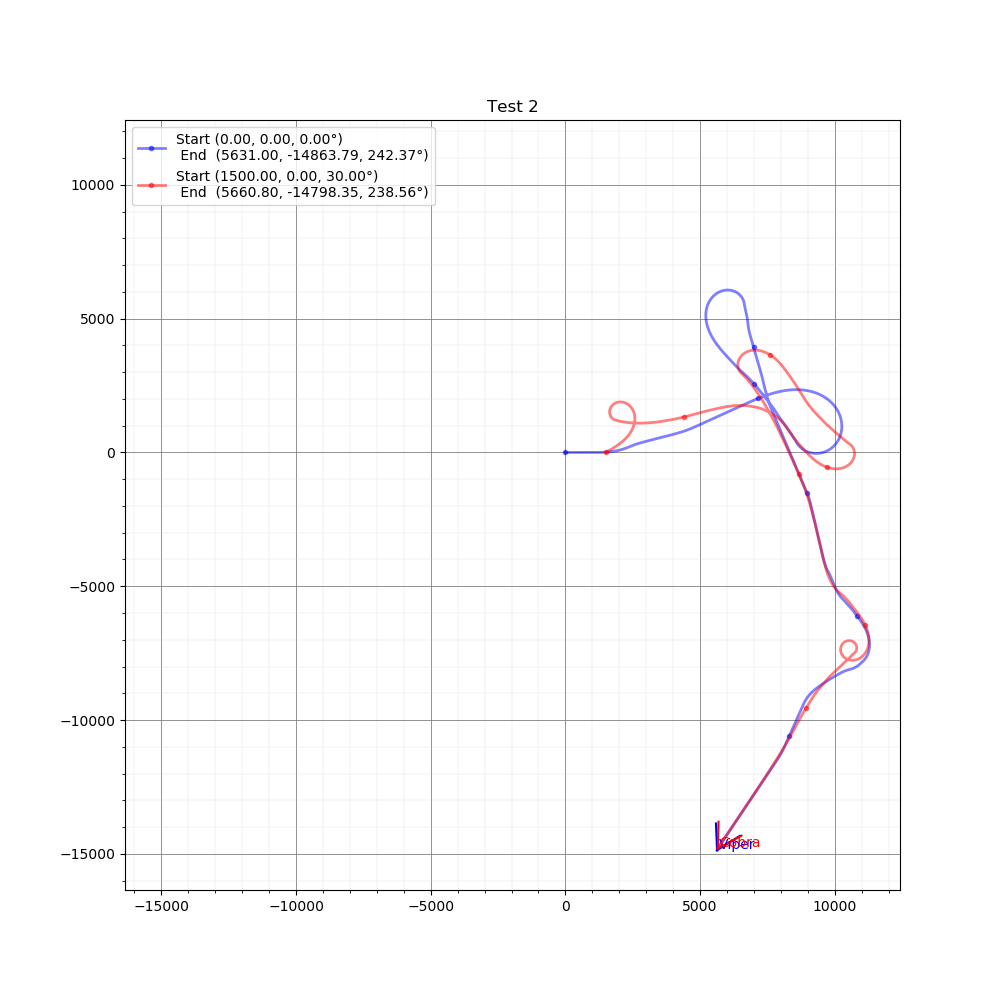 Test 2
Start (0.00, 0.00, 0.00°)
End (5631.00, -14863.79, 242.37°)
Start (1500.00, 0.00, 30.00°)
End (5660.80, -14798.35, 238.56°)
10000
5000
0
−5000
−10000
−15000
−15000 −10000 −5000 0 5000 10000